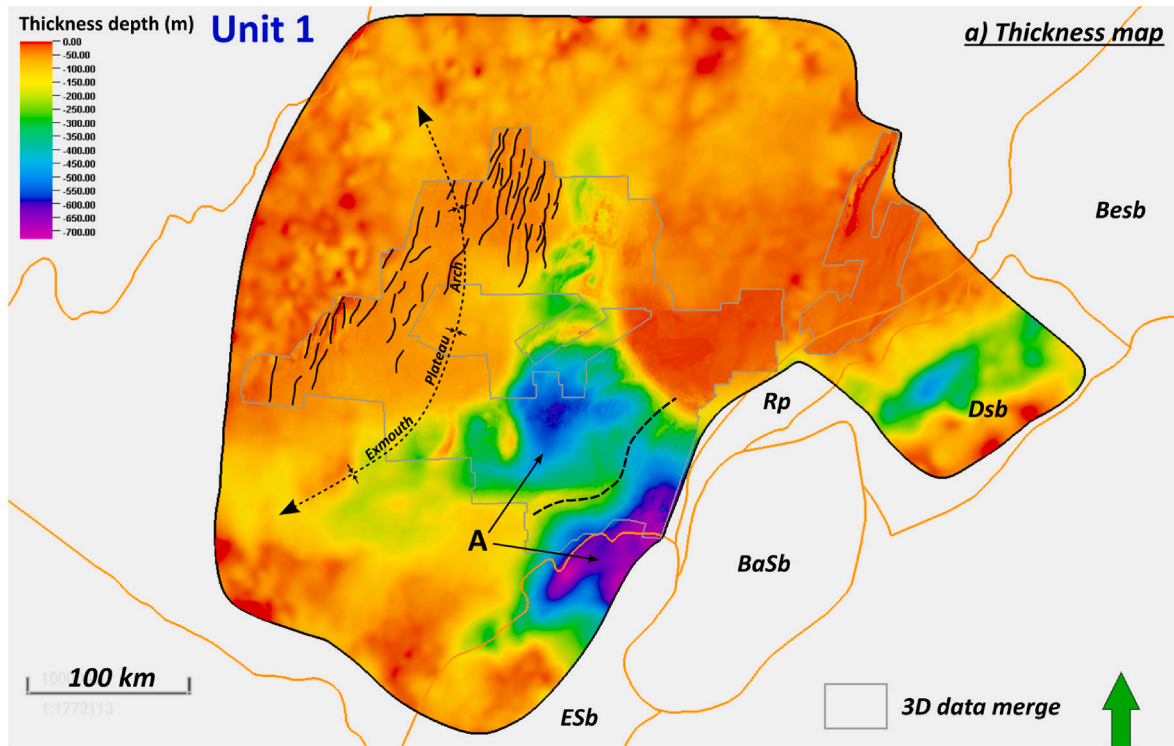 Thickness depth (m)
Unit 1
a) Thickness map
0.00
-50.00
-100.00
-150.00
-200.00
-250.00
-300.00
-350.00
-400.00
-450.00
-500.00
-550.00
-600.00
-650.00
-700.00
Besb
Arch
Plateau
Exmouth
Rp
Dsb
A
BaSb
100 km
1:1772113
ESb
3D data merge